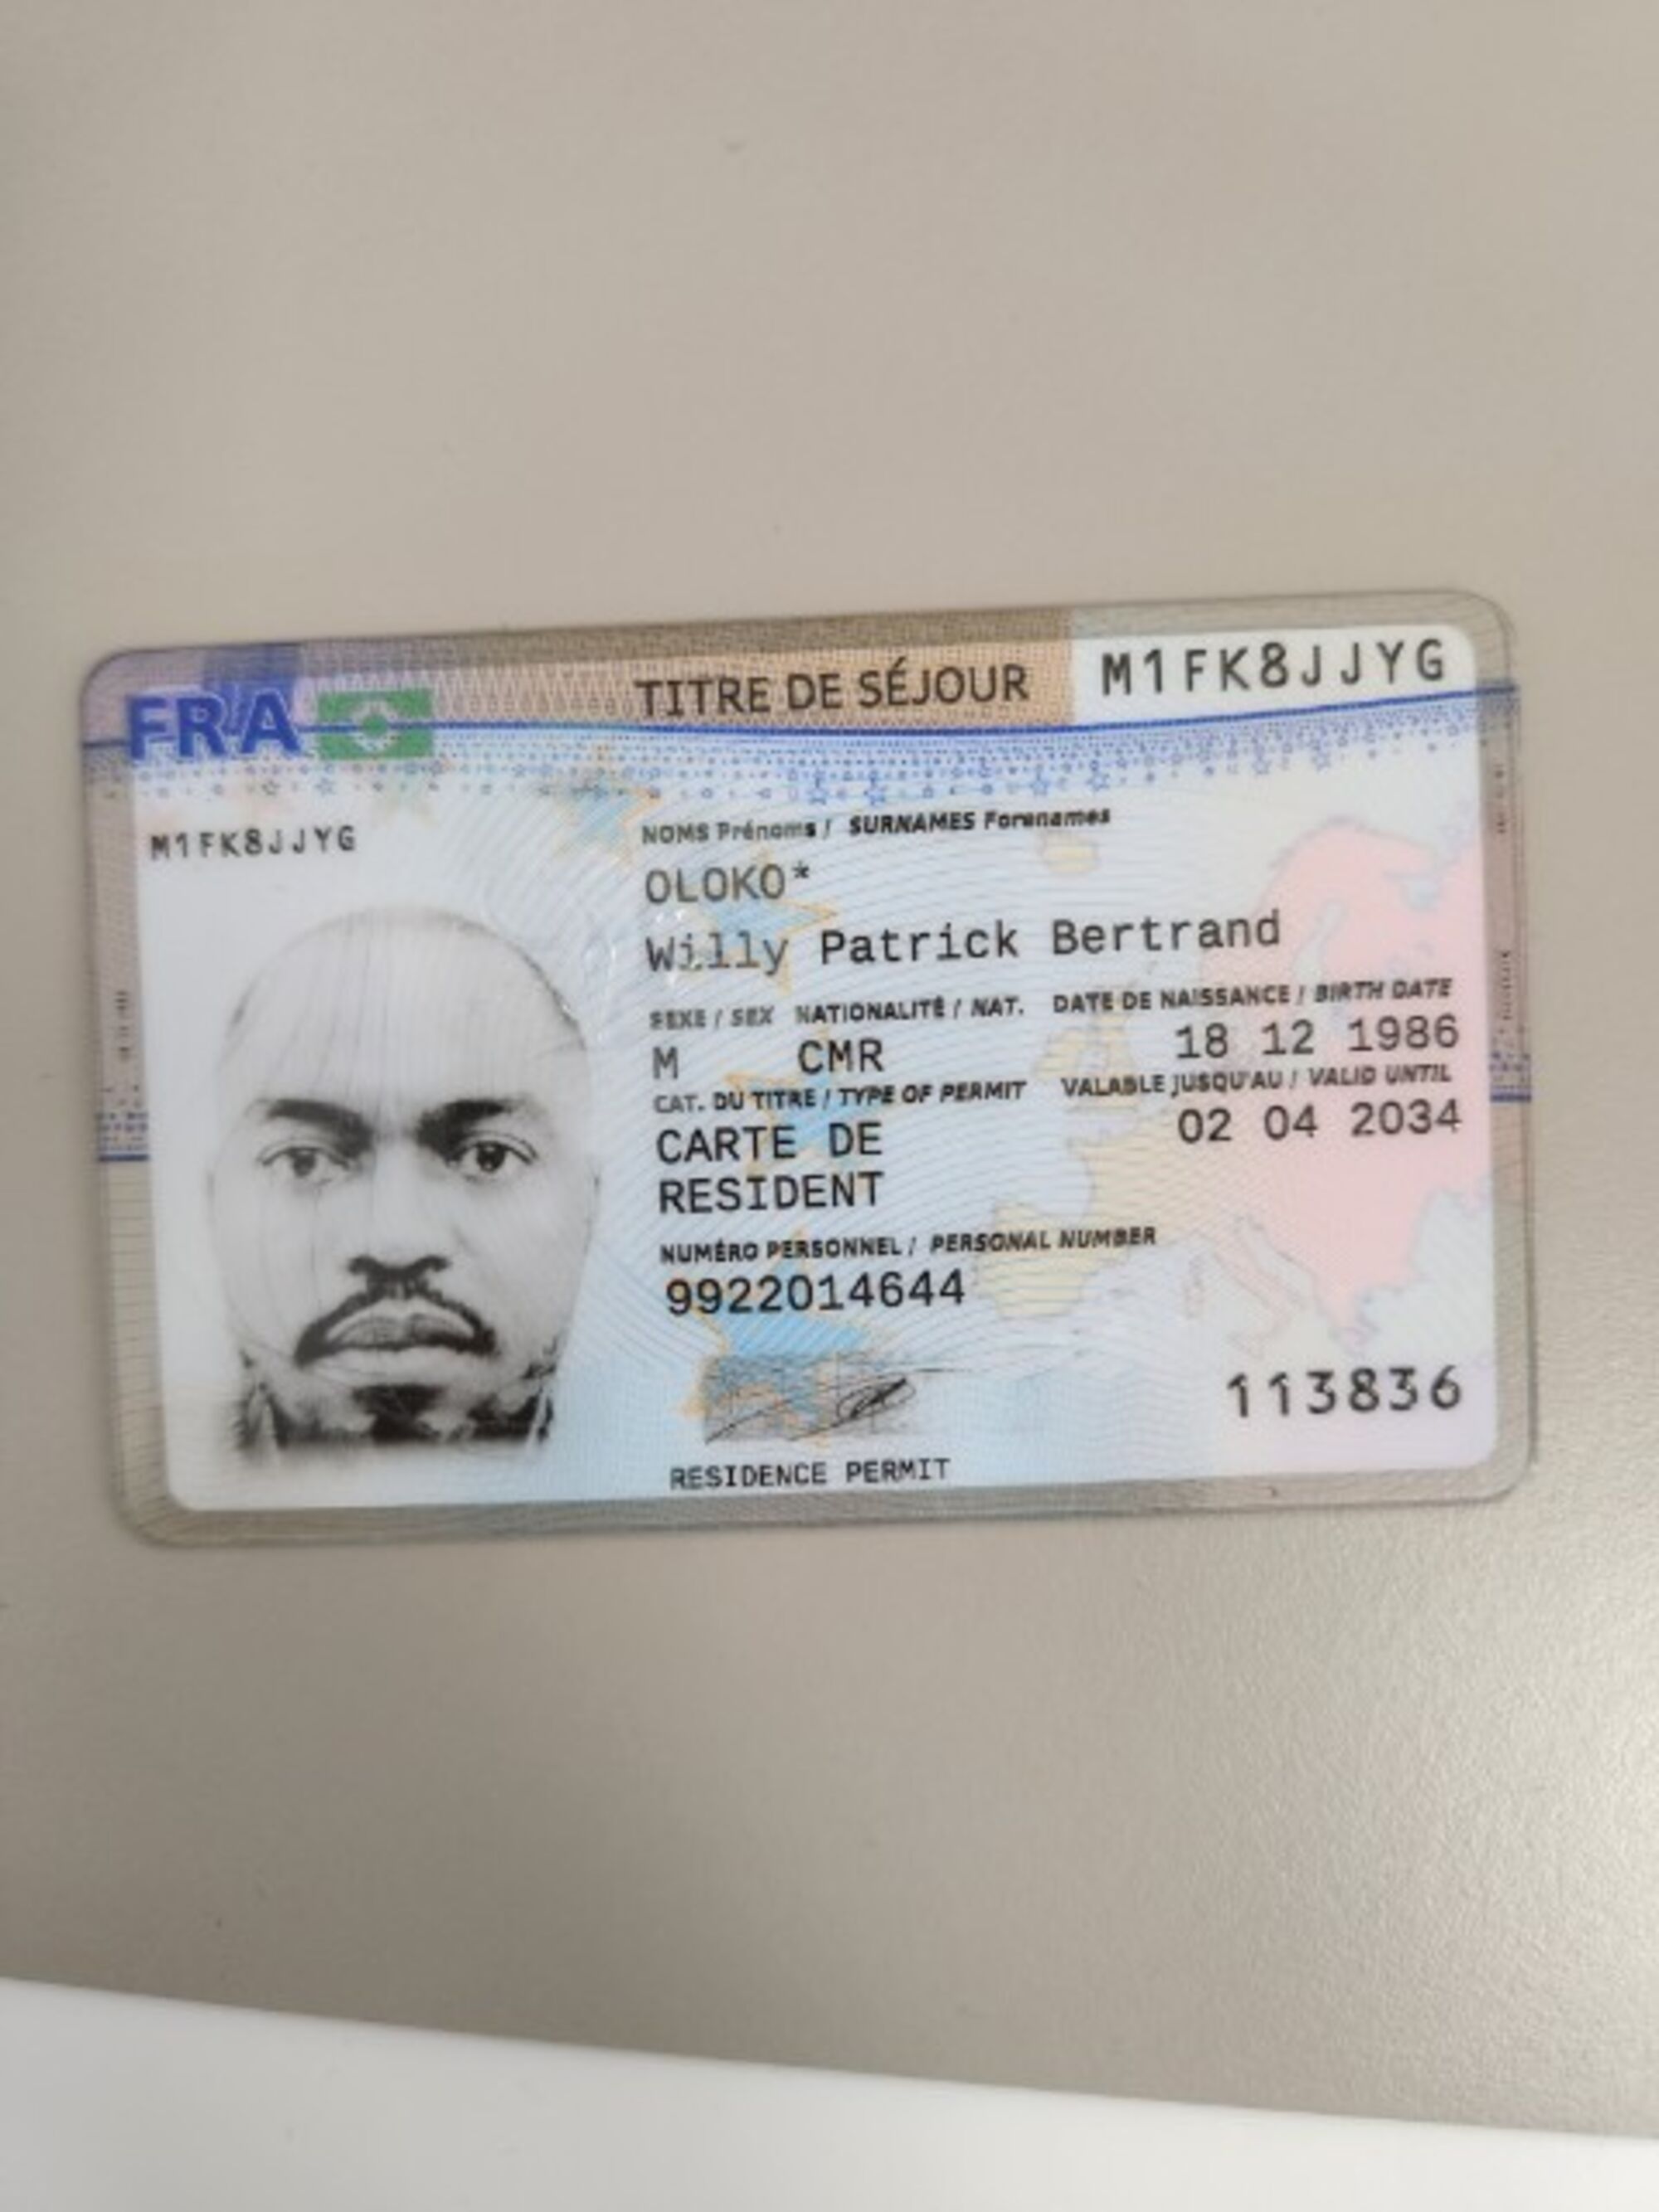 FRA
TITRE DE SÉJOUR
M1FK8JJYG
M1FK8JJYG
NOMS Prénoms / SURNAMES Forenames
OLOKO*
Willy Patrick Bertrand
SEXE / SEX NATIONALITÉ / NAT. DATE DE NAISSANCE / BIRTH DATE
M CMR 18 12 1986
CAT. DU TITRE / TYPE OF PERMIT VALABLE JUSQU'AU / VALID UNTIL
CARTE DE 02 04 2034
RESIDENT
NUMÉRO PERSONNEL / PERSONAL NUMBER
9922014644
113836
RESIDENCE PERMIT